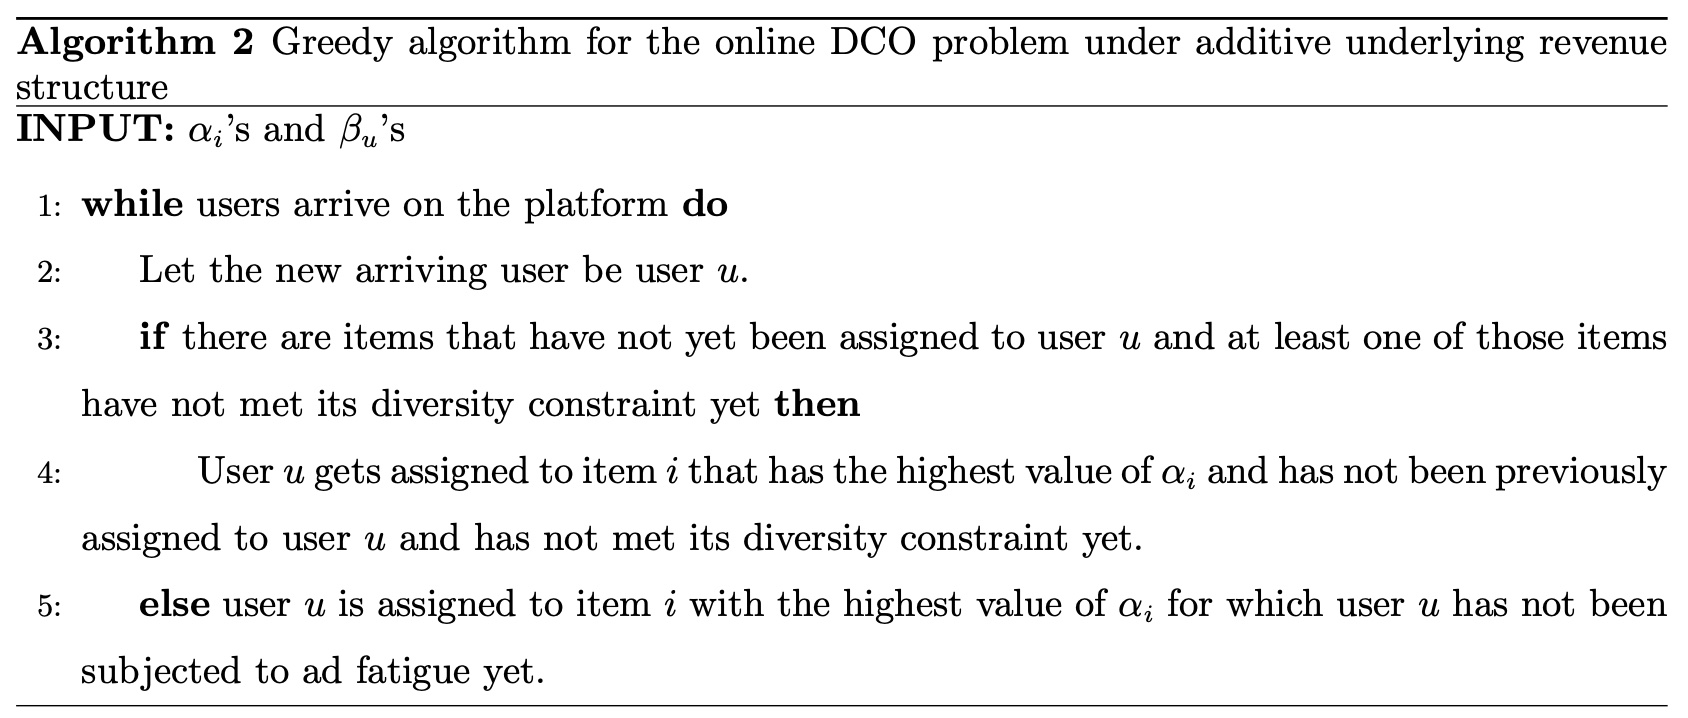 Algorithm 2 Greedy algorithm for the online DCO problem under additive underlying revenue
structure
INPUT: αᵢ's and βᵤ's
1: while users arrive on the platform do
2: Let the new arriving user be user u.
3: if there are items that have not yet been assigned to user u and at least one of those items
have not met its diversity constraint yet then
4: User u gets assigned to item i that has the highest value of αᵢ and has not been previously
assigned to user u and has not met its diversity constraint yet.
5: else user u is assigned to item i with the highest value of αᵢ for which user u has not been
subjected to ad fatigue yet.